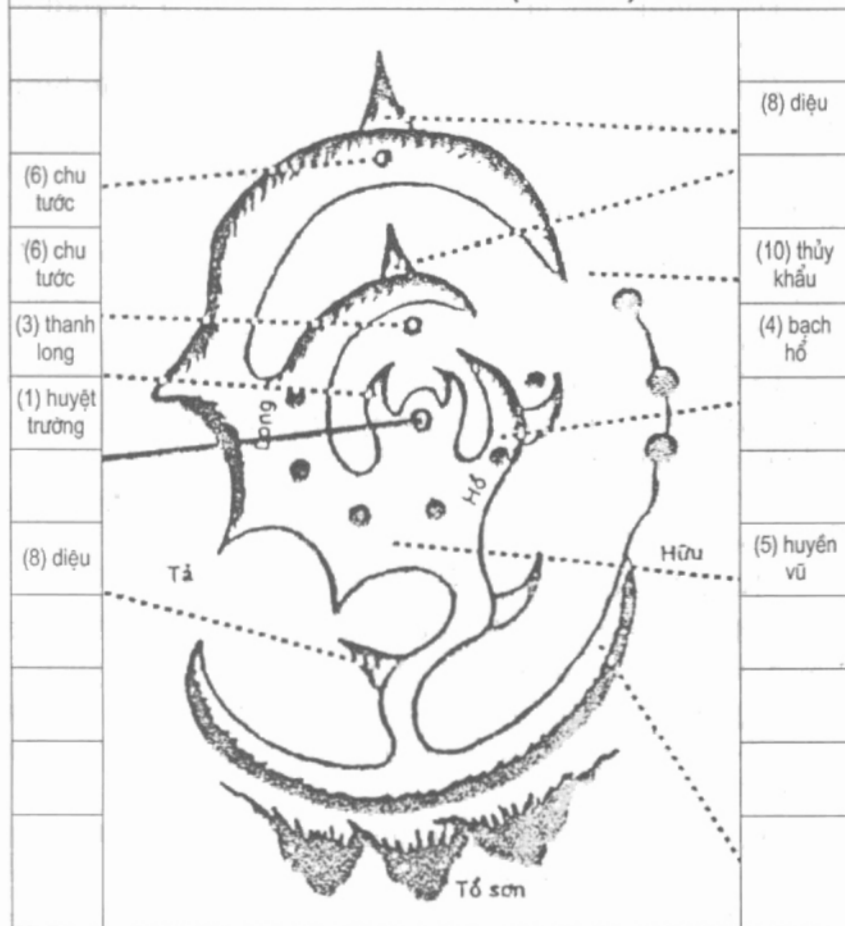 (8) diệu
(6) chu
tước
(6) chu
tước
(10) thủy
khẩu
(3) thanh
long
(4) bạch
hổ
(1) huyệt
trường
Long
Hổ
(8) diệu
Tả
Hữu
(5) huyền
vũ
Tổ sơn